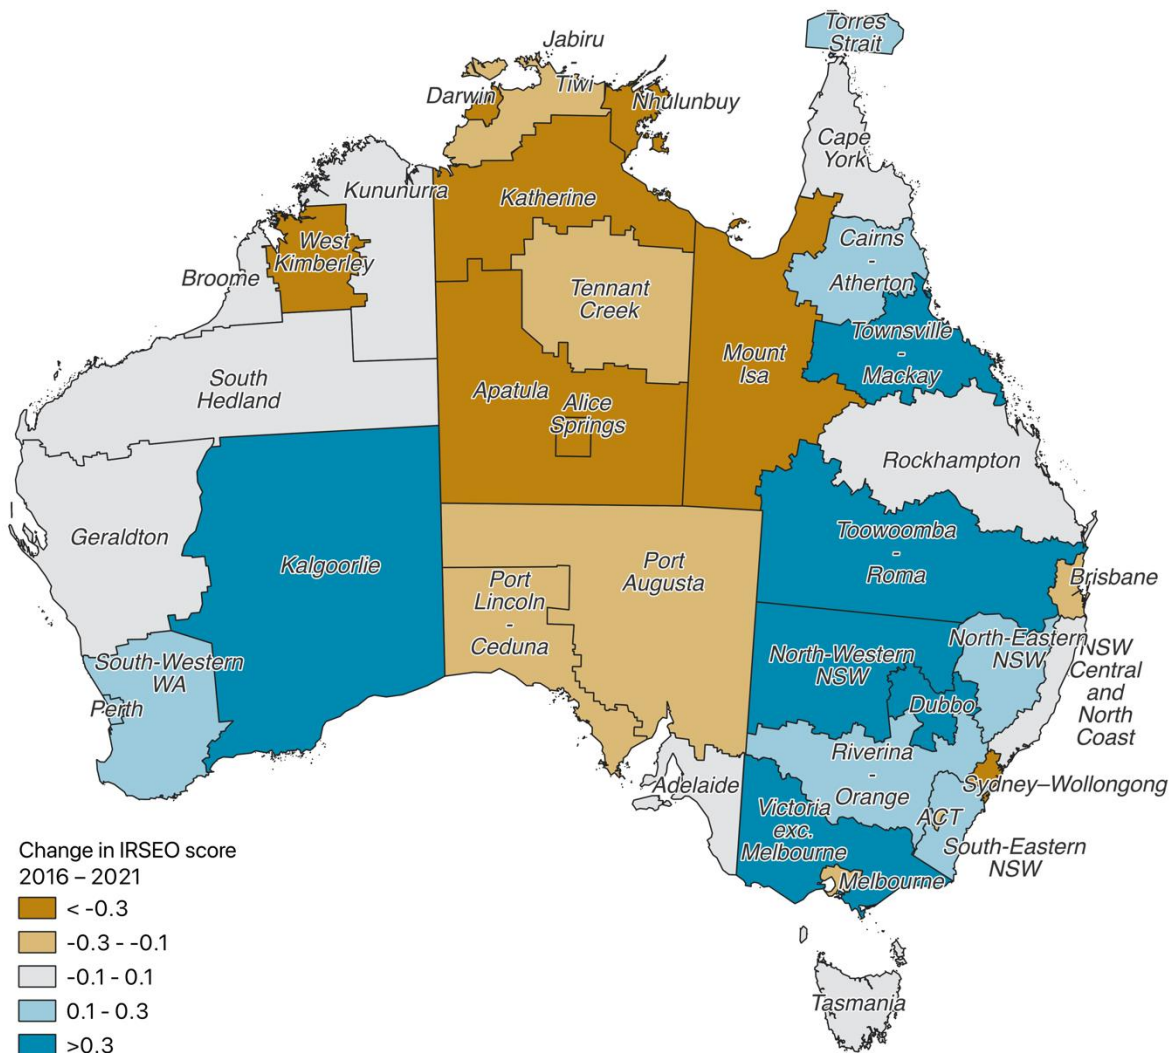 Torres
Strait
Jabiru
-
Tiwi
Darwin
Nhulunbuy
Cape
York
Kununurra
Katherine
West
Kimberley
Cairns
-
Atherton
Broome
Tennant
Creek
Townsville
-
Mackay
Mount
Isa
South
Hedland
Apatula
Alice
Springs
Rockhampton
Geraldton
Kalgoorlie
Toowoomba
-
Roma
Port
Augusta
Port
Lincoln
-
Ceduna
Brisbane
North-Eastern
NSW
NSW
Central
and
North
Coast
North-Western
NSW
South-Western
WA
Perth
Dubbo
Riverina
-
Orange
Adelaide
Sydney–Wollongong
Victoria
exc.
Melbourne
ACT
South-Eastern
NSW
Melbourne
Tasmania
Change in IRSEO score
2016 – 2021
< -0.3
-0.3 - -0.1
-0.1 - 0.1
0.1 - 0.3
>0.3